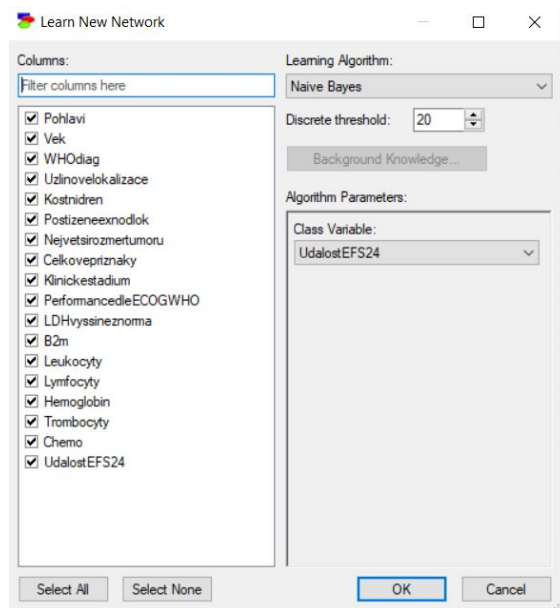 Learn New Network
Columns:
Filter columns here
Pohlavi
Vek
WHOdiag
Uzlinovelokalizace
Kostnidren
Postizeneexnodlok
Nejvetsirozmertumoru
Celkovepriznaky
Klinickestadium
PerformancedleECOGWHO
LDHvyssineznorma
B2m
Leukocyty
Lymfocyty
Hemoglobin
Trombocyty
Chemo
UdalostEFS24
Select All
Select None
Learning Algorithm:
Naive Bayes
Discrete threshold: 20
Background Knowledge...
Algorithm Parameters:
Class Variable:
UdalostEFS24
OK
Cancel